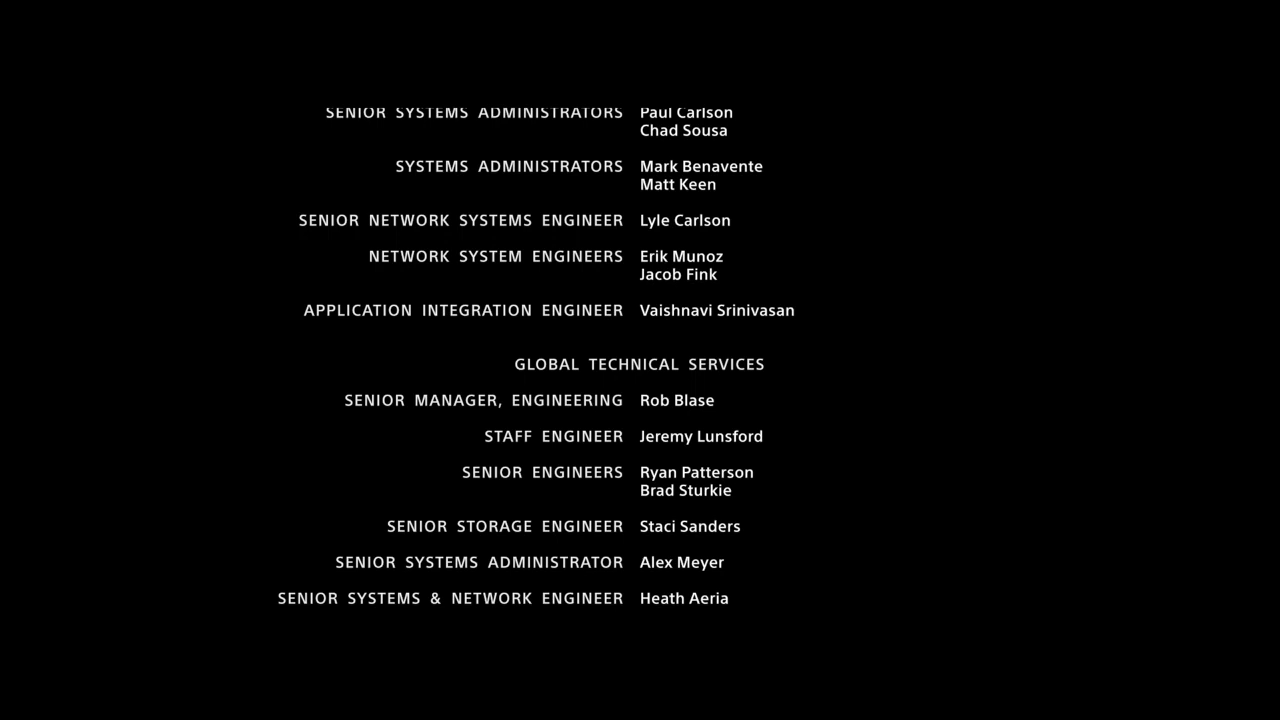 SENIOR SYSTEMS ADMINISTRATORS Paul Carlson
Chad Sousa
SYSTEMS ADMINISTRATORS Mark Benavente
Matt Keen
SENIOR NETWORK SYSTEMS ENGINEER Lyle Carlson
NETWORK SYSTEM ENGINEERS Erik Munoz
Jacob Fink
APPLICATION INTEGRATION ENGINEER Vaishnavi Srinivasan
GLOBAL TECHNICAL SERVICES
SENIOR MANAGER, ENGINEERING Rob Blase
STAFF ENGINEER Jeremy Lunsford
SENIOR ENGINEERS Ryan Patterson
Brad Sturkie
SENIOR STORAGE ENGINEER Staci Sanders
SENIOR SYSTEMS ADMINISTRATOR Alex Meyer
SENIOR SYSTEMS & NETWORK ENGINEER Heath Aeria